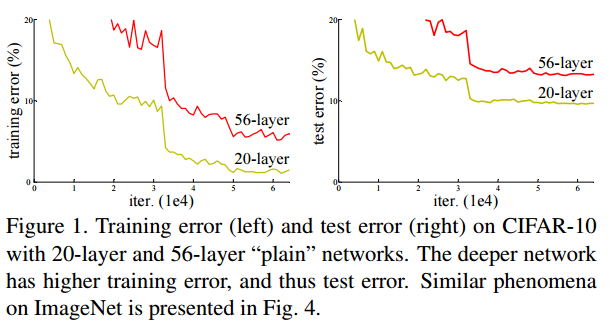 20
10
0
training error (%)
56-layer
20-layer
0 1 2 3 4 5 6
iter. (1e4)
20
10
0
test error (%)
56-layer
20-layer
0 1 2 3 4 5 6
iter. (1e4)
Figure 1. Training error (left) and test error (right) on CIFAR-10
with 20-layer and 56-layer “plain” networks. The deeper network
has higher training error, and thus test error. Similar phenomena
on ImageNet is presented in Fig. 4.